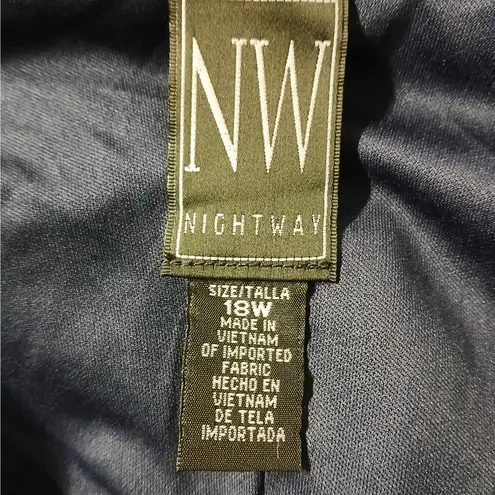 NW
NIGHTWAY
SIZE/TALLA
18W
MADE IN
VIETNAM
OF IMPORTED
FABRIC
HECHO EN
VIETNAM
DE TELA
IMPORTADA